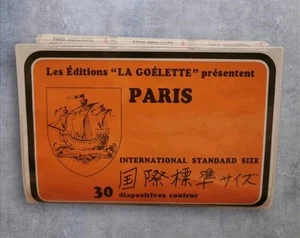 Les Éditions "LA GOÉLETTE" présentent
PARIS
INTERNATIONAL STANDARD SIZE
国際標準サイズ
30 diapositives couleur